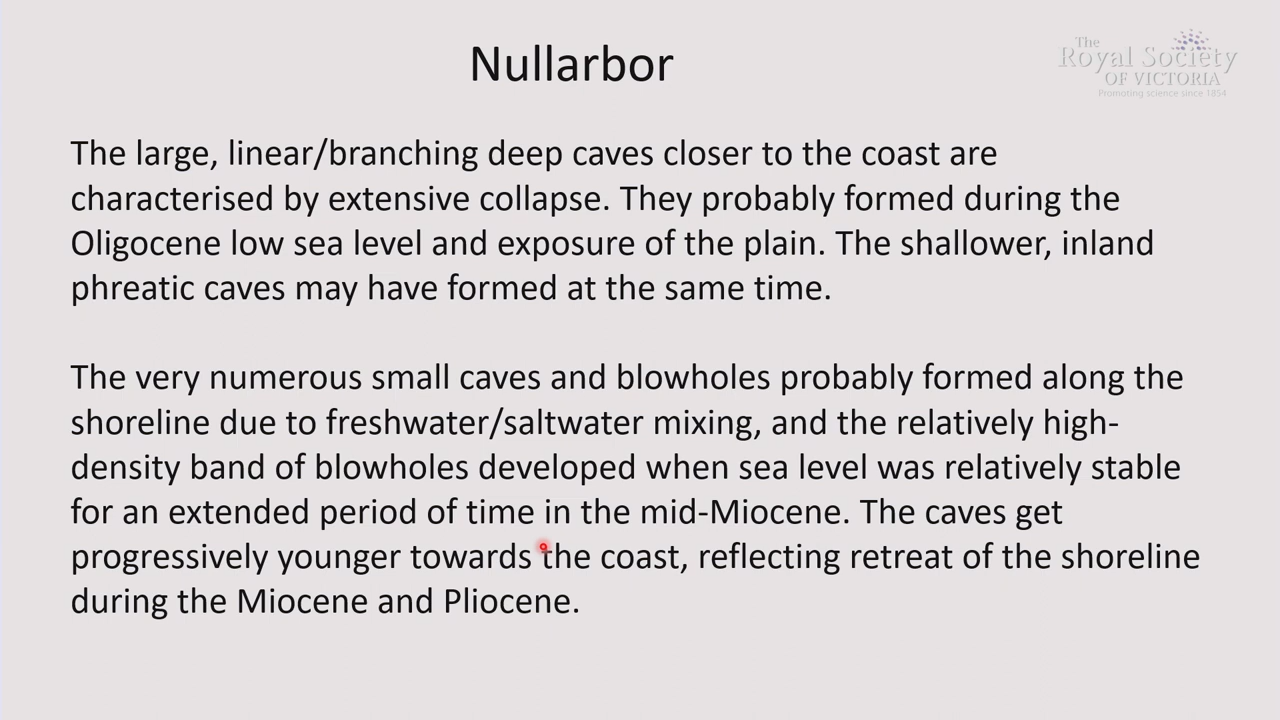 Nullarbor
The
Royal Society
OF VICTORIA
Promoting science since 1854
The large, linear/branching deep caves closer to the coast are
characterised by extensive collapse. They probably formed during the
Oligocene low sea level and exposure of the plain. The shallower, inland
phreatic caves may have formed at the same time.
The very numerous small caves and blowholes probably formed along the
shoreline due to freshwater/saltwater mixing, and the relatively high-
density band of blowholes developed when sea level was relatively stable
for an extended period of time in the mid-Miocene. The caves get
progressively younger towards the coast, reflecting retreat of the shoreline
during the Miocene and Pliocene.